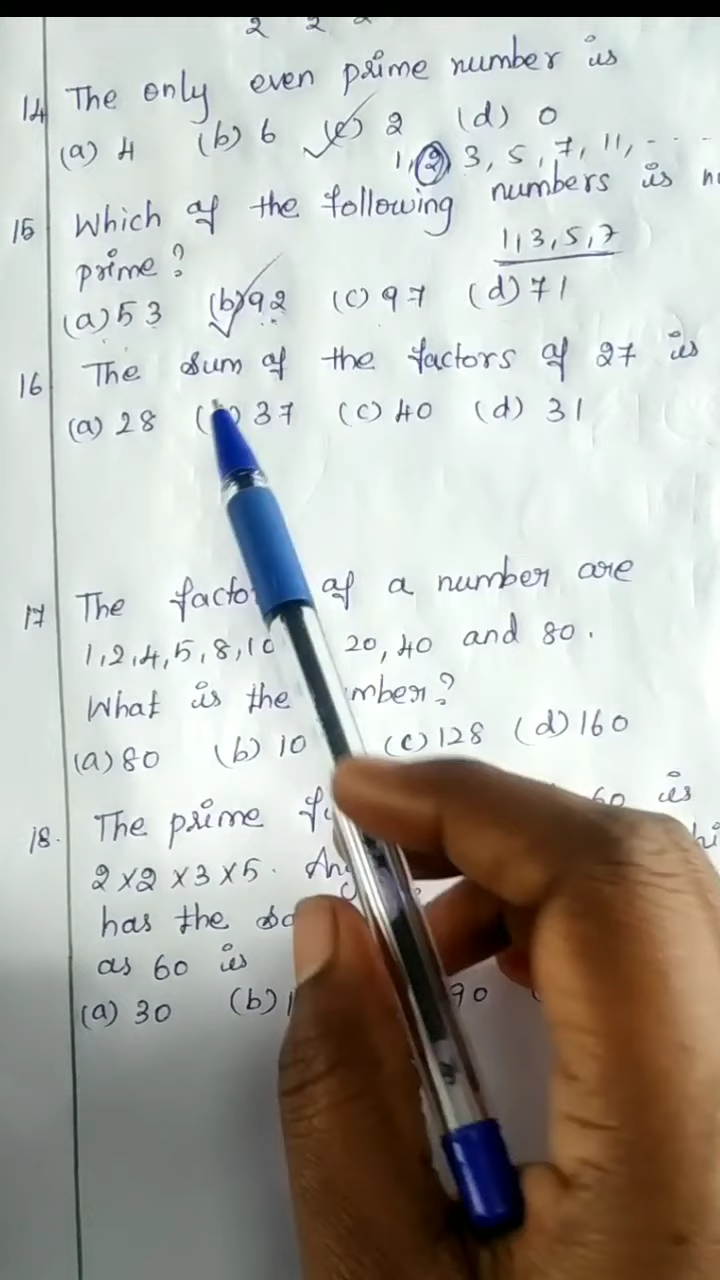 2 2 2
14 The only even prime number is
(a) 4 (b) 6 (c) 2 (d) 0
1, 2, 3, 5, 7, 11, - - -
15 Which of the following numbers is
prime? 1,3,5,7
(a) 53 (b) 92 (c) 97 (d) 71
16 The sum of the factors of 27 is
(a) 28 ( ) 37 (c) 40 (d) 31
17 The of a number are
1,2,4,5,8,10 20,40 and 80.
What is the
(a) 80 (b) 10 (c) 128 (d) 160
18. The prime 60 is
2×2×3×5.
has the
as 60 is
(a) 30 (b) 90